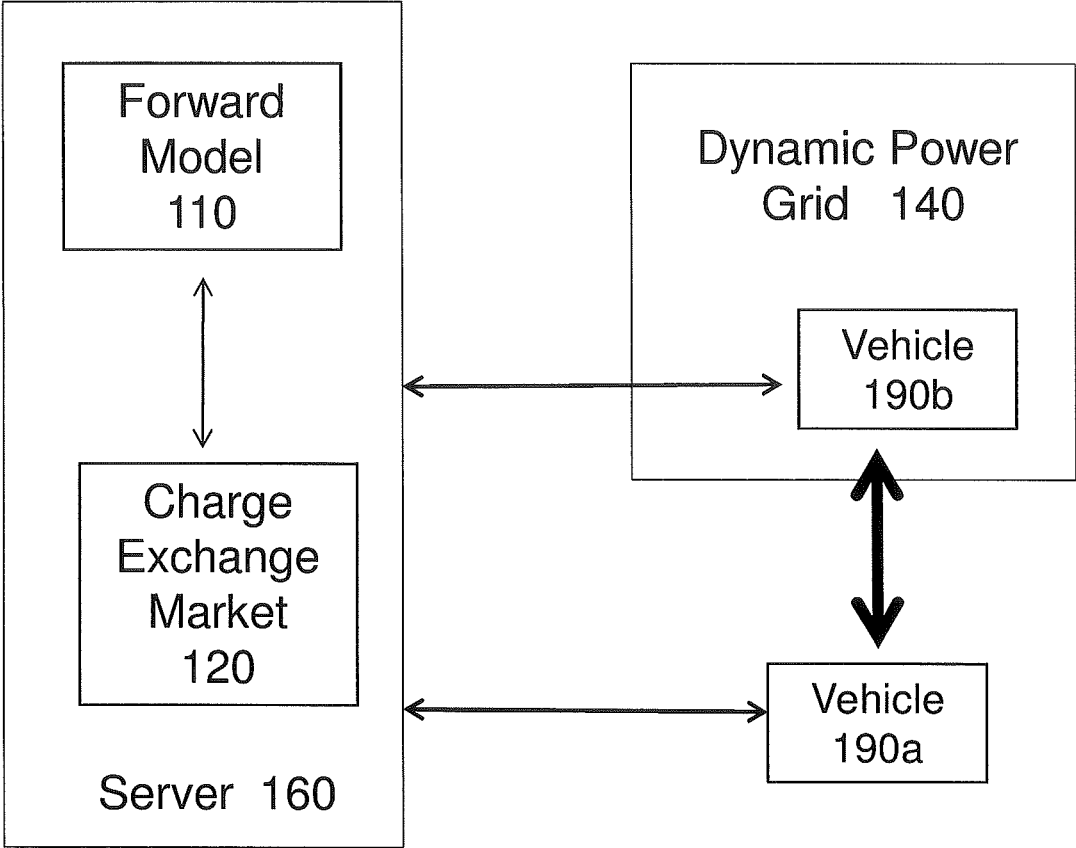 Forward
Model
110
Charge
Exchange
Market
120
Server 160
Dynamic Power
Grid 140
Vehicle
190b
Vehicle
190a